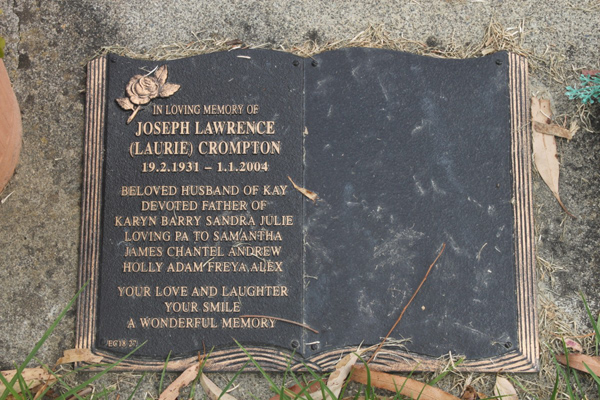 IN LOVING MEMORY OF
JOSEPH LAWRENCE
(LAURIE) CROMPTON
19.2.1931 – 1.1.2004
BELOVED HUSBAND OF KAY
DEVOTED FATHER OF
KARYN BARRY SANDRA JULIE
LOVING PA TO SAMANTHA
JAMES CHANTEL ANDREW
HOLLY ADAM FREYA ALEX
YOUR LOVE AND LAUGHTER
YOUR SMILE
A WONDERFUL MEMORY